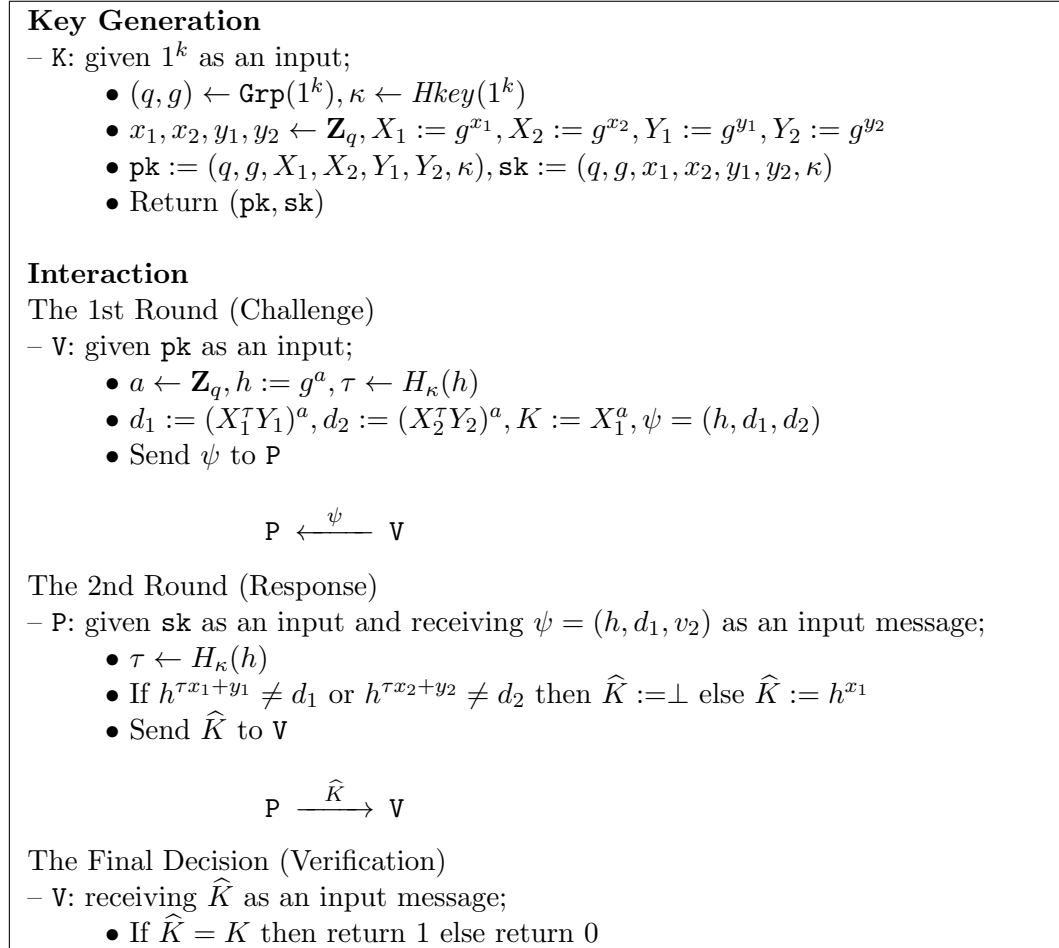 Key Generation
– K: given 1^k as an input;
• (q, g) ← Grp(1^k), κ ← Hkey(1^k)
• x_1, x_2, y_1, y_2 ← Z_q, X_1 := g^{x_1}, X_2 := g^{x_2}, Y_1 := g^{y_1}, Y_2 := g^{y_2}
• pk := (q, g, X_1, X_2, Y_1, Y_2, κ), sk := (q, g, x_1, x_2, y_1, y_2, κ)
• Return (pk, sk)
Interaction
The 1st Round (Challenge)
– V: given pk as an input;
• a ← Z_q, h := g^a, τ ← H_κ(h)
• d_1 := (X_1^τ Y_1)^a, d_2 := (X_2^τ Y_2)^a, K := X_1^a, ψ = (h, d_1, d_2)
• Send ψ to P
P ←ψ V
The 2nd Round (Response)
– P: given sk as an input and receiving ψ = (h, d_1, v_2) as an input message;
• τ ← H_κ(h)
• If h^{τx_1+y_1} ≠ d_1 or h^{τx_2+y_2} ≠ d_2 then K̂ :=⊥ else K̂ := h^{x_1}
• Send K̂ to V
P K̂→ V
The Final Decision (Verification)
– V: receiving K̂ as an input message;
• If K̂ = K then return 1 else return 0